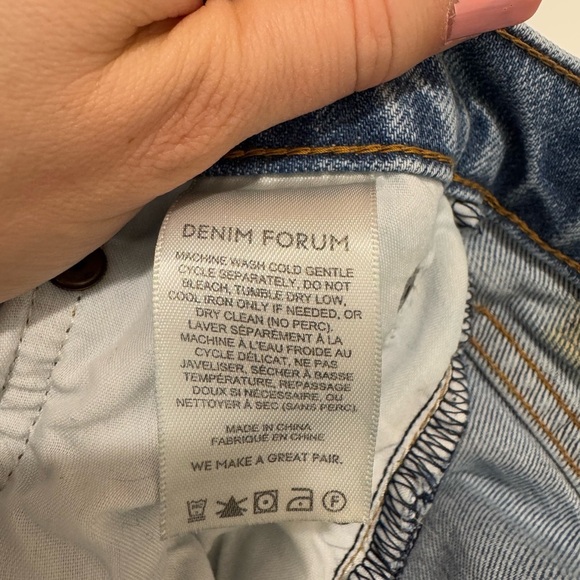 DENIM FORUM
MACHINE WASH COLD GENTLE
CYCLE SEPARATELY, DO NOT
BLEACH, TUMBLE DRY LOW,
COOL IRON ONLY IF NEEDED, OR
DRY CLEAN (NO PERC).
LAVER SÉPARÉMENT À LA
MACHINE À L'EAU FROIDE AU
CYCLE DÉLICAT, NE PAS
JAVELISER, SÉCHER À BASSE
TEMPÉRATURE, REPASSAGE
DOUX SI NÉCESSAIRE, OU
NETTOYER À SEC (SANS PERC).
MADE IN CHINA
FABRIQUÉ EN CHINE
WE MAKE A GREAT PAIR.
F